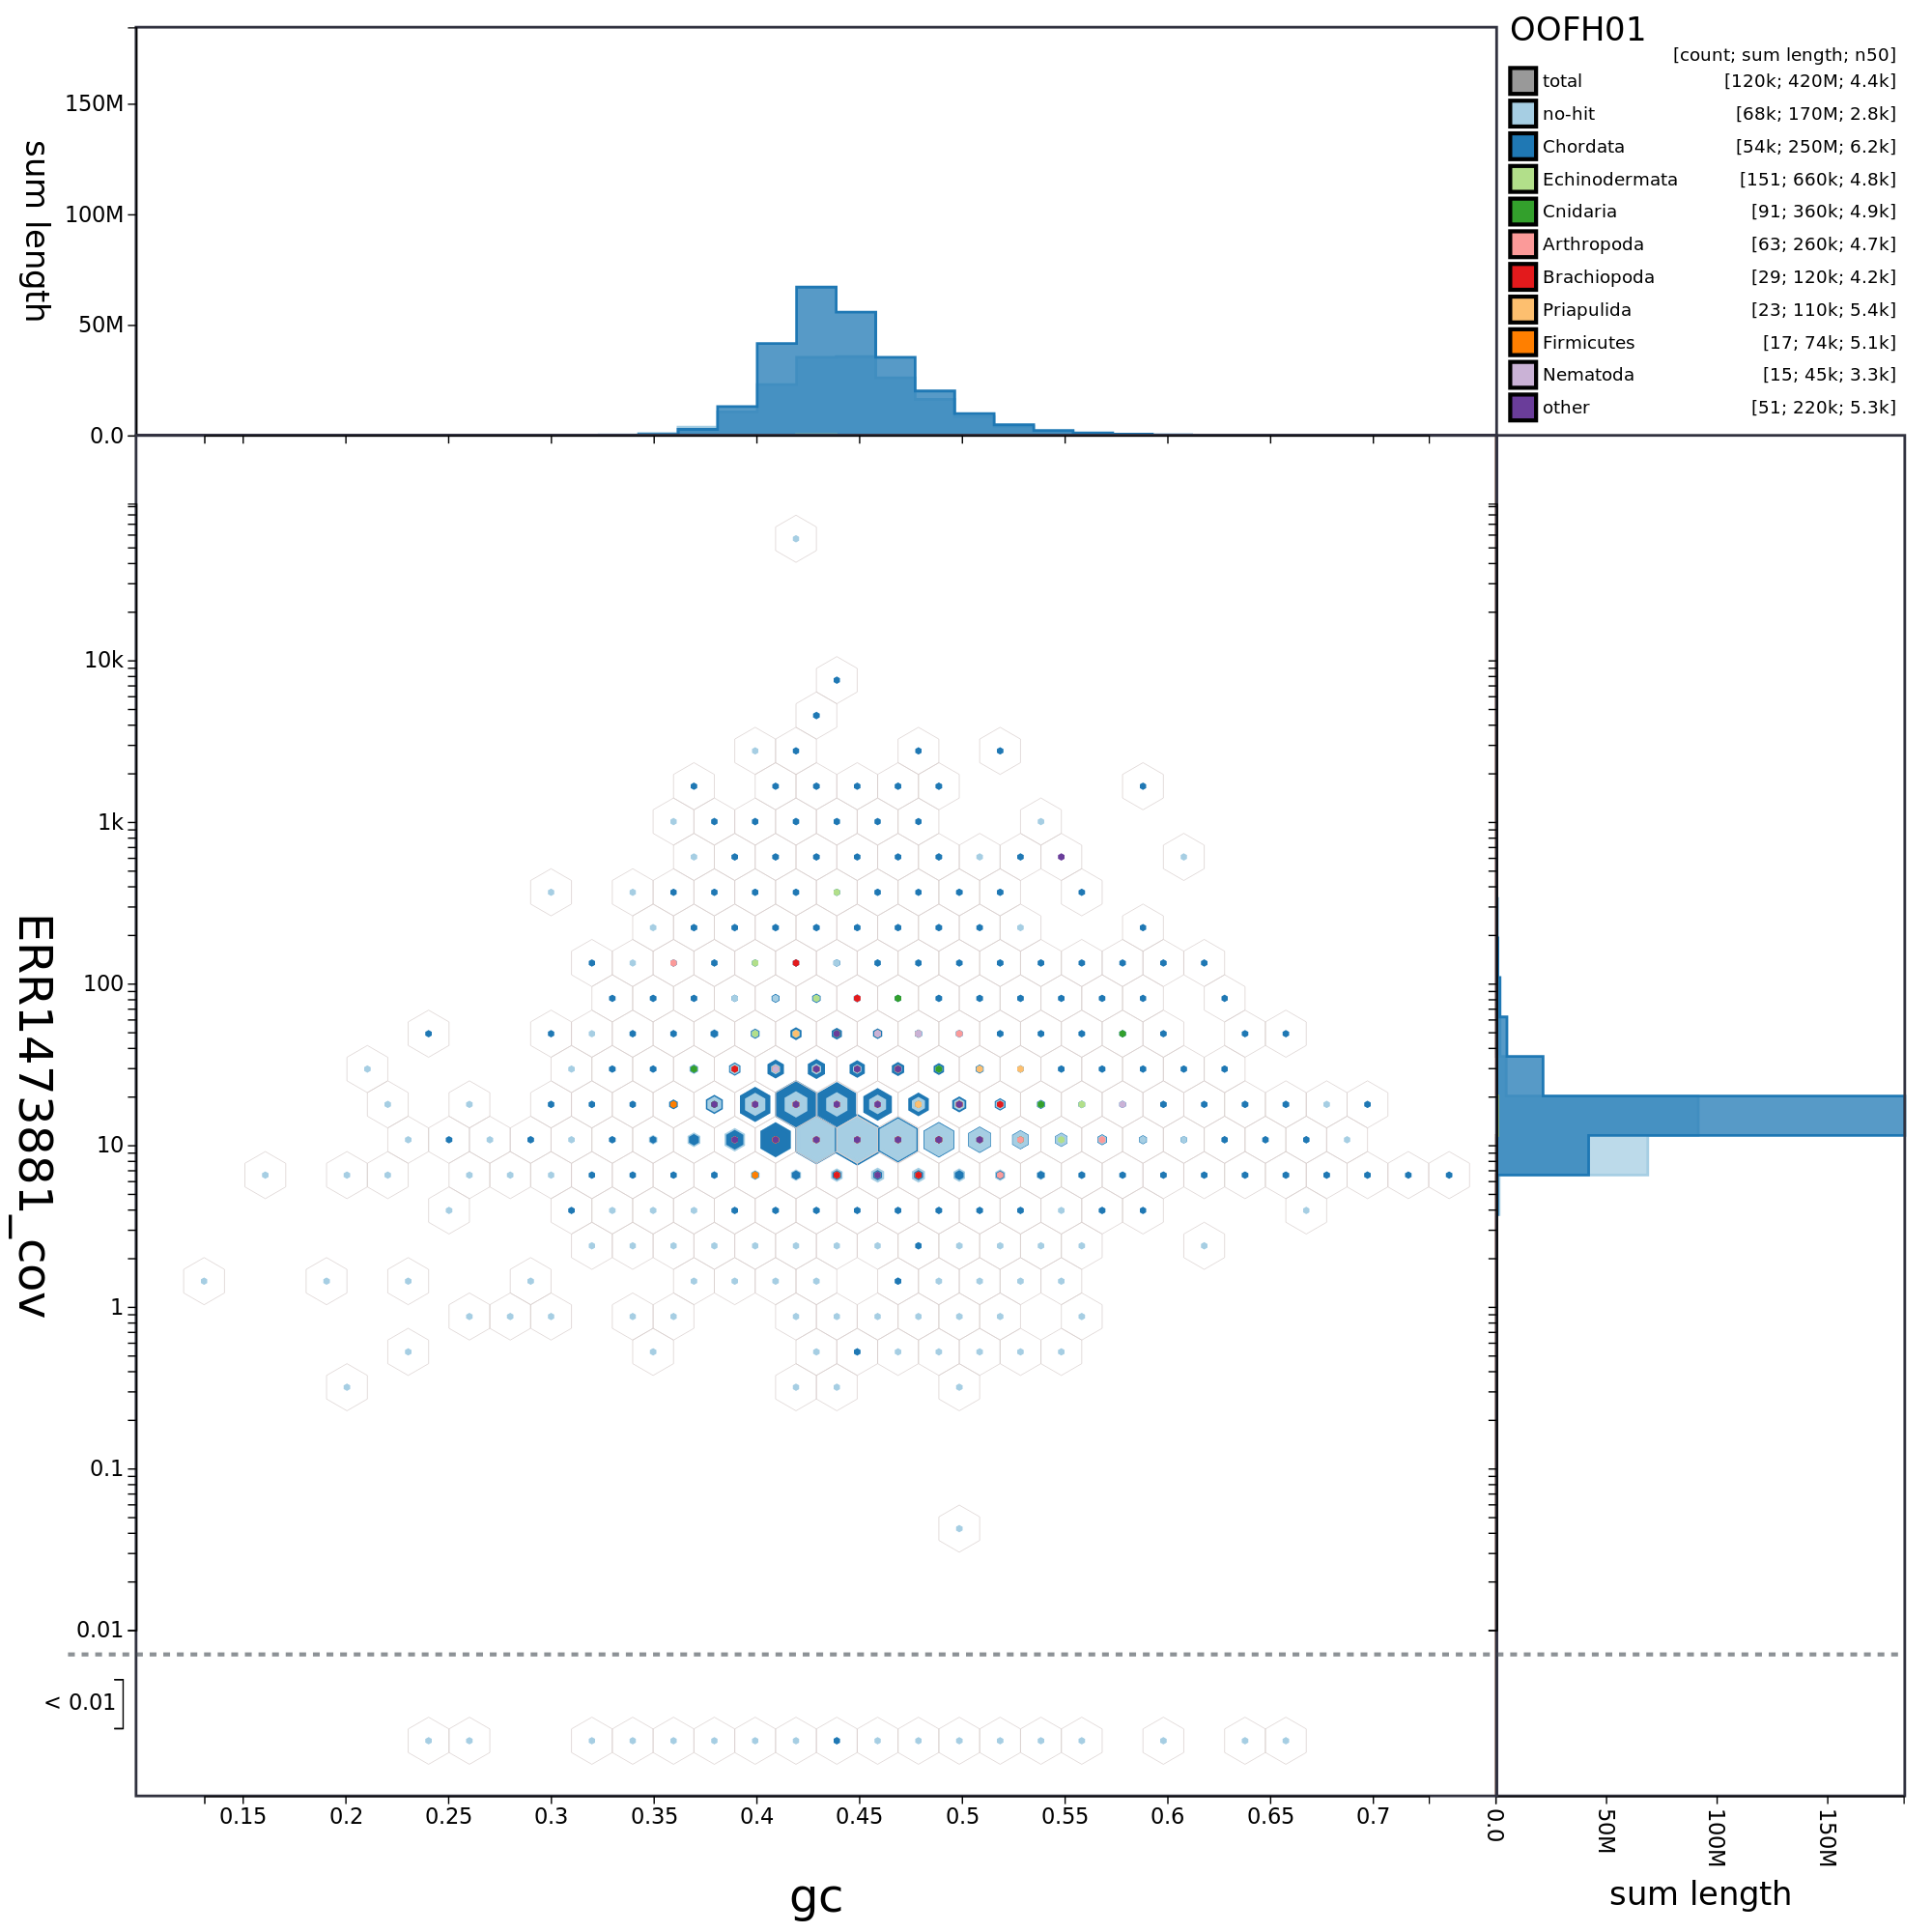 OOFH01
[count; sum length; n50]
total [120k; 420M; 4.4k]
no-hit [68k; 170M; 2.8k]
Chordata [54k; 250M; 6.2k]
Echinodermata [151; 660k; 4.8k]
Cnidaria [91; 360k; 4.9k]
Arthropoda [63; 260k; 4.7k]
Brachiopoda [29; 120k; 4.2k]
Priapulida [23; 110k; 5.4k]
Firmicutes [17; 74k; 5.1k]
Nematoda [15; 45k; 3.3k]
other [51; 220k; 5.3k]
sum length
150M
100M
50M
0.0
ERR1473881_cov
10k
1k
100
10
1
0.1
0.01
< 0.01
0.15 0.2 0.25 0.3 0.35 0.4 0.45 0.5 0.55 0.6 0.65 0.7
gc
0.0 50M 100M 150M
sum length